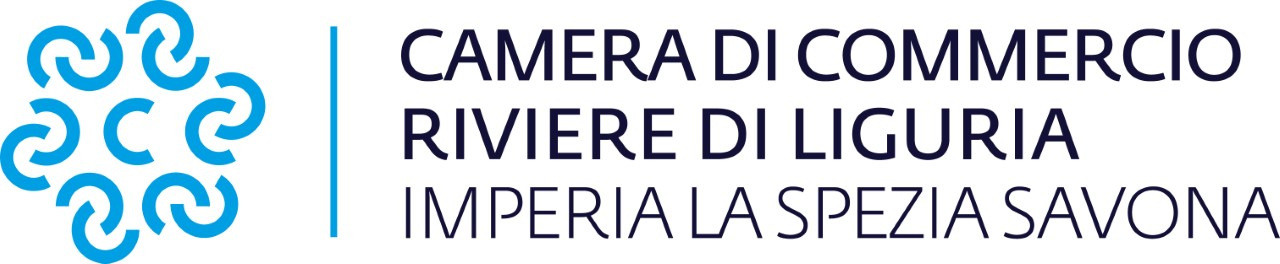 CAMERA DI COMMERCIO
RIVIERE DI LIGURIA
IMPERIA LA SPEZIA SAVONA